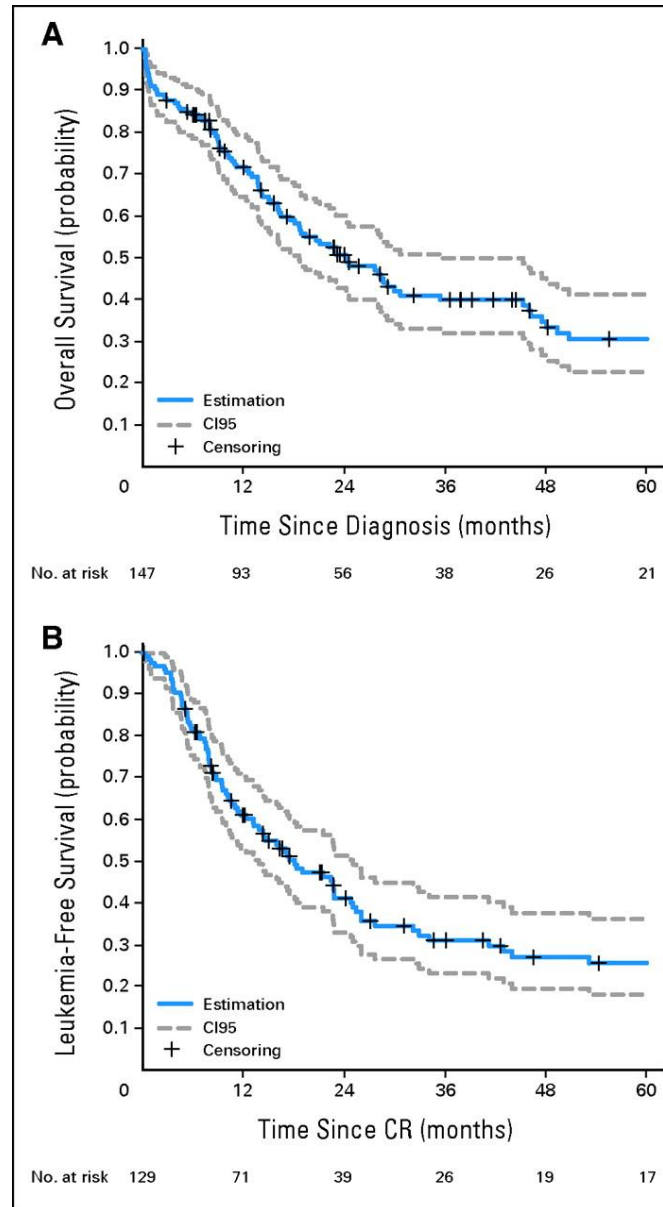 A
1.0
0.9
0.8
0.7
0.6
0.5
0.4
0.3
0.2
0.1
Overall Survival (probability)
Estimation
CI95
Censoring
0 12 24 36 48 60
Time Since Diagnosis (months)
No. at risk 147 93 56 38 26 21
B
1.0
0.9
0.8
0.7
0.6
0.5
0.4
0.3
0.2
0.1
Leukemia-Free Survival (probability)
Estimation
CI95
Censoring
0 12 24 36 48 60
Time Since CR (months)
No. at risk 129 71 39 26 19 17